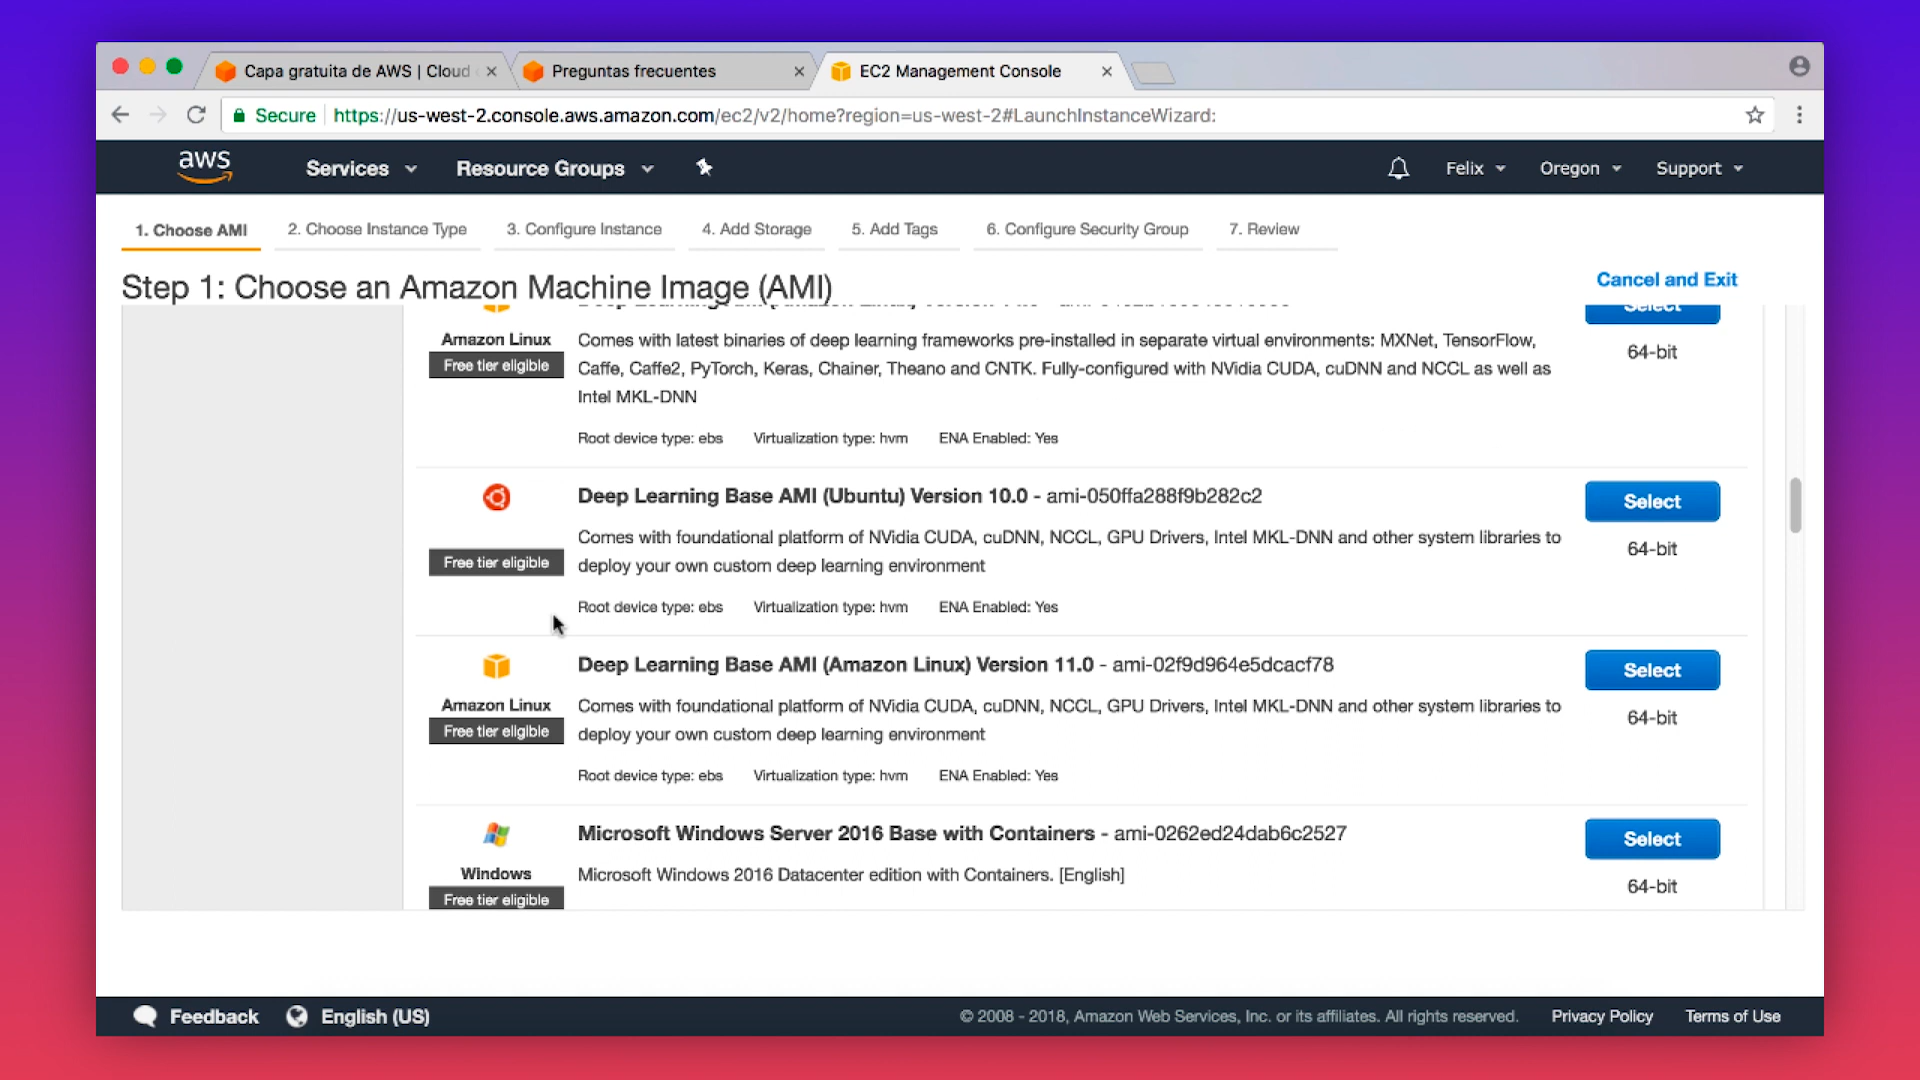 Capa gratuita de AWS | Cloud
Preguntas frecuentes
EC2 Management Console
Secure
https://us-west-2.console.aws.amazon.com/ec2/v2/home?region=us-west-2#LaunchInstanceWizard:
aws
Services
Resource Groups
Felix
Oregon
Support
1. Choose AMI
2. Choose Instance Type
3. Configure Instance
4. Add Storage
5. Add Tags
6. Configure Security Group
7. Review
Step 1: Choose an Amazon Machine Image (AMI)
Cancel and Exit
Select
Amazon Linux
Free tier eligible
Comes with latest binaries of deep learning frameworks pre-installed in separate virtual environments: MXNet, TensorFlow,
Caffe, Caffe2, PyTorch, Keras, Chainer, Theano and CNTK. Fully-configured with NVidia CUDA, cuDNN and NCCL as well as
Intel MKL-DNN
64-bit
Root device type: ebs Virtualization type: hvm ENA Enabled: Yes
Deep Learning Base AMI (Ubuntu) Version 10.0 - ami-050ffa288f9b282c2
Select
Free tier eligible
Comes with foundational platform of NVidia CUDA, cuDNN, NCCL, GPU Drivers, Intel MKL-DNN and other system libraries to
deploy your own custom deep learning environment
64-bit
Root device type: ebs Virtualization type: hvm ENA Enabled: Yes
Deep Learning Base AMI (Amazon Linux) Version 11.0 - ami-02f9d964e5dcacf78
Select
Amazon Linux
Free tier eligible
Comes with foundational platform of NVidia CUDA, cuDNN, NCCL, GPU Drivers, Intel MKL-DNN and other system libraries to
deploy your own custom deep learning environment
64-bit
Root device type: ebs Virtualization type: hvm ENA Enabled: Yes
Microsoft Windows Server 2016 Base with Containers - ami-0262ed24dab6c2527
Select
Windows
Free tier eligible
Microsoft Windows 2016 Datacenter edition with Containers. [English]
64-bit
Feedback
English (US)
© 2008 - 2018, Amazon Web Services, Inc. or its affiliates. All rights reserved.
Privacy Policy
Terms of Use